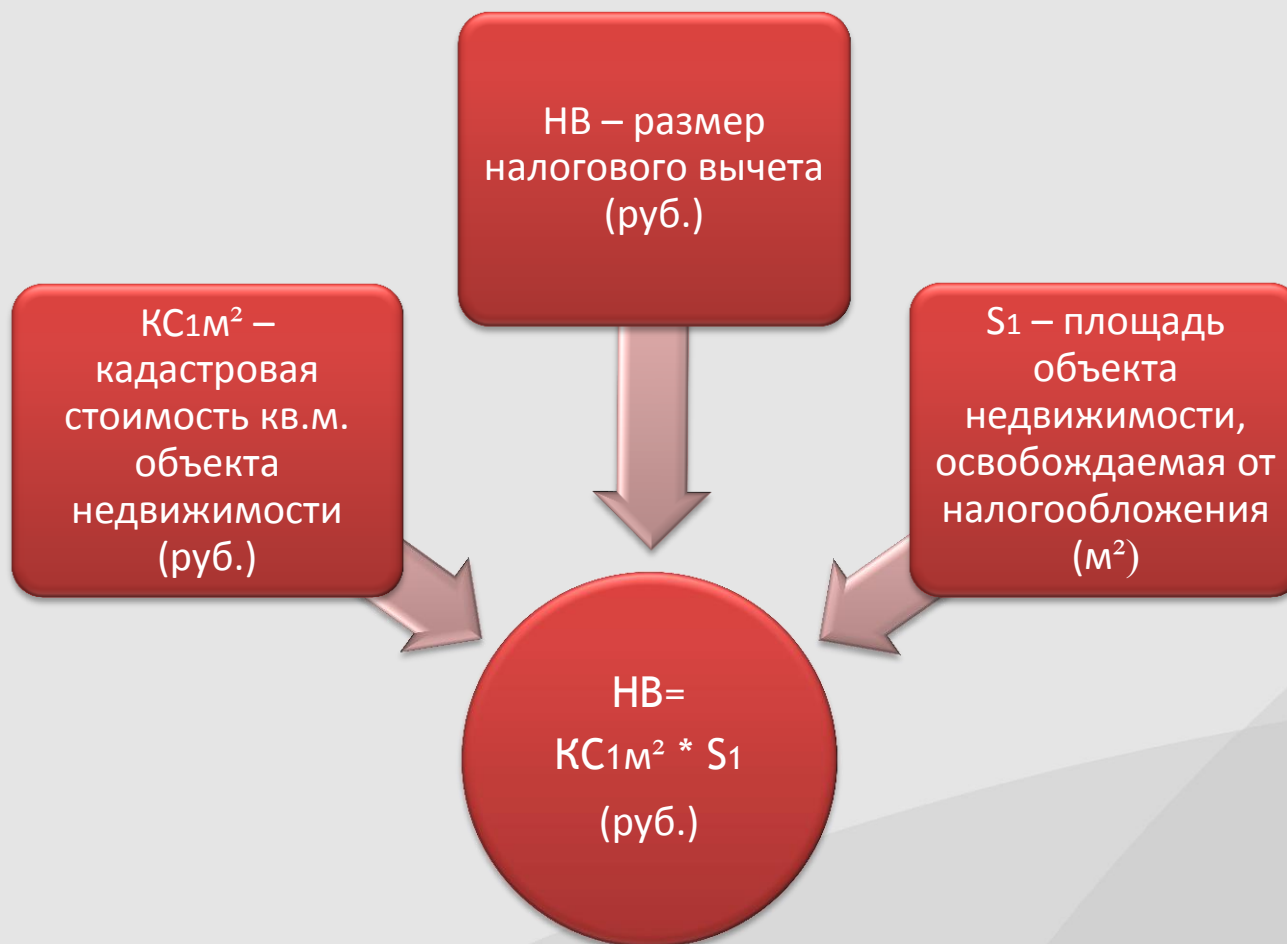 НВ – размер
налогового вычета
(руб.)
КС1м² –
кадастровая
стоимость кв.м.
объекта
недвижимости
(руб.)
S1 – площадь
объекта
недвижимости,
освобождаемая от
налогообложения
(м²)
НВ=
КС1м² * S1
(руб.)